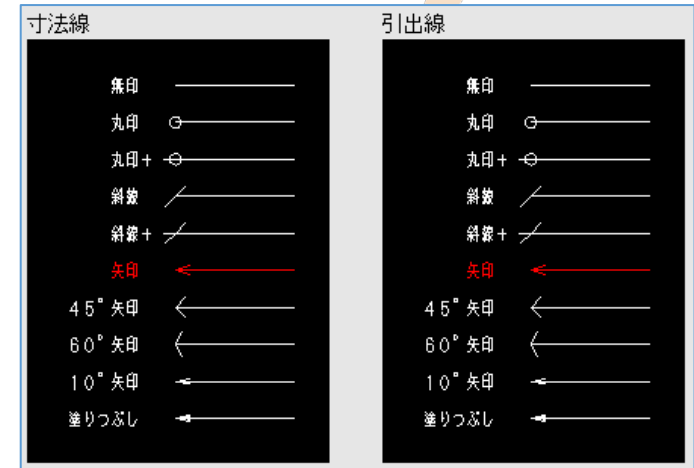 寸法線
無印
丸印
丸印+
斜線
斜線+
矢印
45°矢印
60°矢印
10°矢印
塗りつぶし
引出線
無印
丸印
丸印+
斜線
斜線+
矢印
45°矢印
60°矢印
10°矢印
塗りつぶし